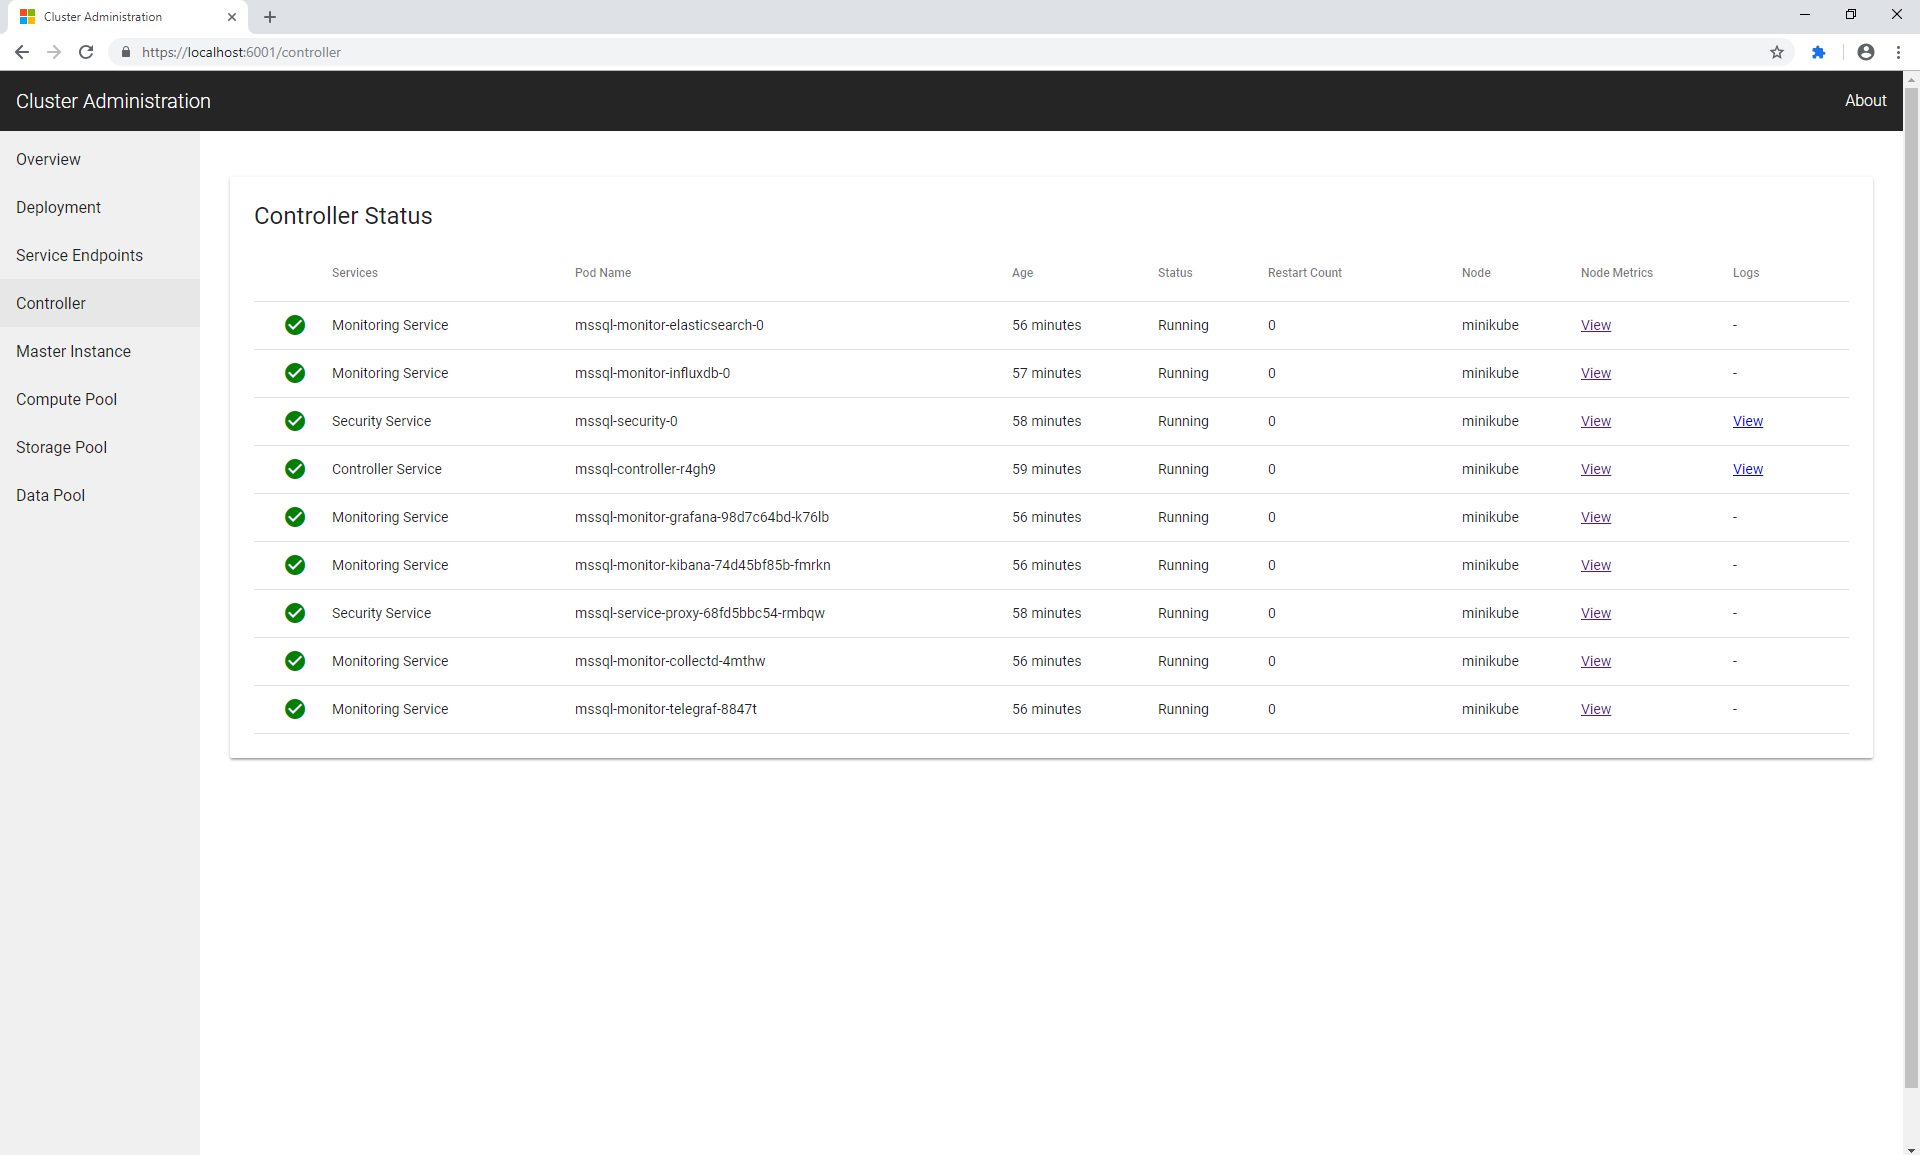 Cluster Administration
https://localhost:6001/controller
Cluster Administration
About
Overview
Deployment
Service Endpoints
Controller
Master Instance
Compute Pool
Storage Pool
Data Pool
Controller Status
Services Pod Name Age Status Restart Count Node Node Metrics Logs
Monitoring Service mssql-monitor-elasticsearch-0 56 minutes Running 0 minikube View -
Monitoring Service mssql-monitor-influxdb-0 57 minutes Running 0 minikube View -
Security Service mssql-security-0 58 minutes Running 0 minikube View View
Controller Service mssql-controller-r4gh9 59 minutes Running 0 minikube View View
Monitoring Service mssql-monitor-grafana-98d7c64bd-k76lb 56 minutes Running 0 minikube View -
Monitoring Service mssql-monitor-kibana-74d45bf85b-fmrkn 56 minutes Running 0 minikube View -
Security Service mssql-service-proxy-68fd5bbc54-rmbqw 58 minutes Running 0 minikube View -
Monitoring Service mssql-monitor-collectd-4mthw 56 minutes Running 0 minikube View -
Monitoring Service mssql-monitor-telegraf-8847t 56 minutes Running 0 minikube View -